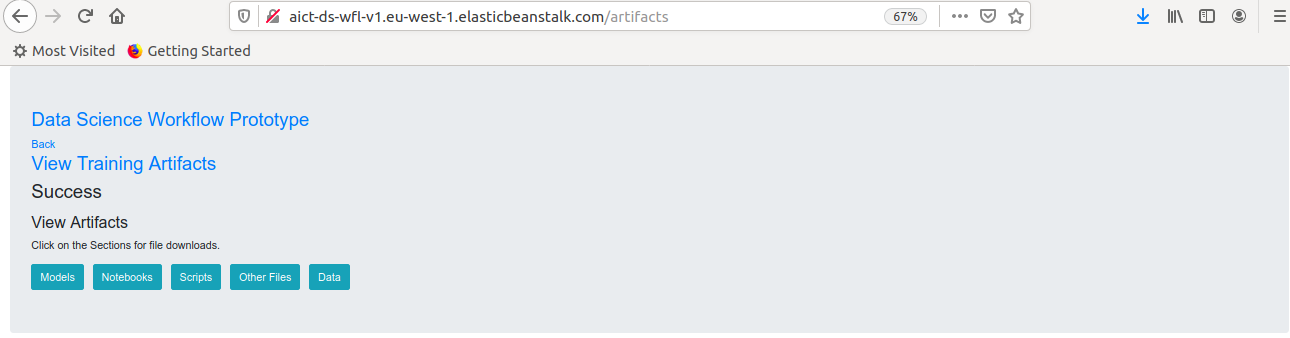 aict-ds-wfl-v1.eu-west-1.elasticbeanstalk.com/artifacts 67%
Most Visited Getting Started
Data Science Workflow Prototype
Back
View Training Artifacts
Success
View Artifacts
Click on the Sections for file downloads.
Models Notebooks Scripts Other Files Data